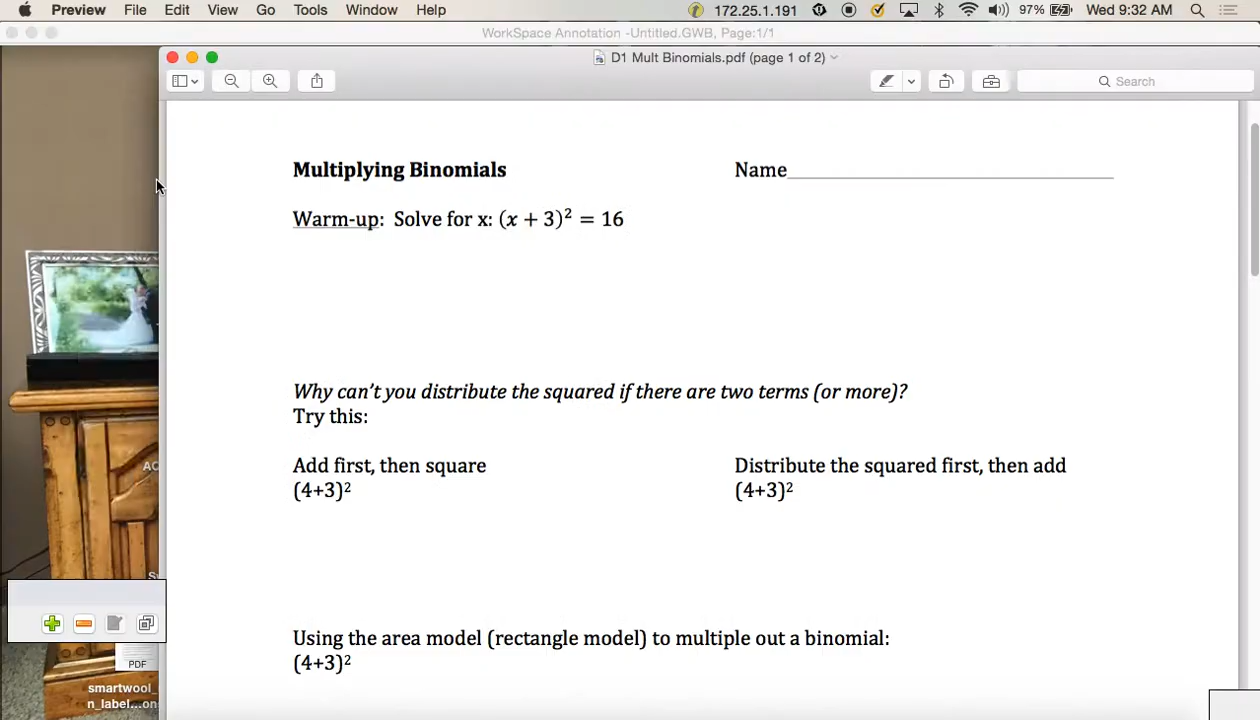 Preview File Edit View Go Tools Window Help 172.25.1.191 97% Wed 9:32 AM
WorkSpace Annotation -Untitled.GWB, Page:1/1
D1 Mult Binomials.pdf (page 1 of 2)
Search
Multiplying Binomials Name
Warm-up: Solve for x: (x + 3)² = 16
Why can't you distribute the squared if there are two terms (or more)?
Try this:
Add first, then square Distribute the squared first, then add
(4+3)² (4+3)²
Using the area model (rectangle model) to multiple out a binomial:
(4+3)²
PDF
smartwool_
n_label...on